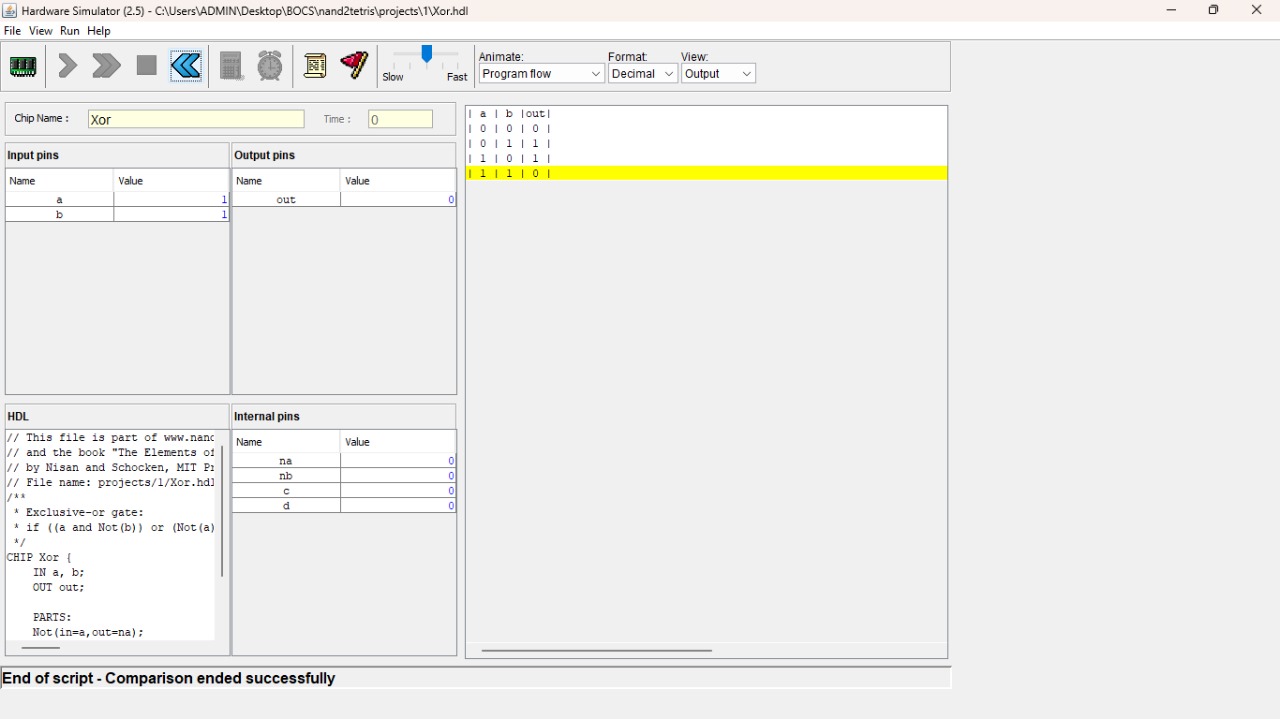 Hardware Simulator (2.5) - C:\Users\ADMIN\Desktop\BOCS\nand2tetris\projects\1\Xor.hdl
File View Run Help
Slow Fast
Animate: Format: View:
Program flow Decimal Output
Chip Name : Xor Time : 0
Input pins
Name Value
a 1
b 1
Output pins
Name Value
out 0
HDL
// This file is part of www.nand
// and the book "The Elements of
// by Nisan and Schocken, MIT Pr
// File name: projects/1/Xor.hdl
/**
* Exclusive-or gate:
* if ((a and Not(b)) or (Not(a)
*/
CHIP Xor {
IN a, b;
OUT out;
PARTS:
Not(in=a,out=na);
Internal pins
Name Value
na 0
nb 0
c 0
d 0
| a | b |out|
| 0 | 0 | 0 |
| 0 | 1 | 1 |
| 1 | 0 | 1 |
| 1 | 1 | 0 |
End of script - Comparison ended successfully